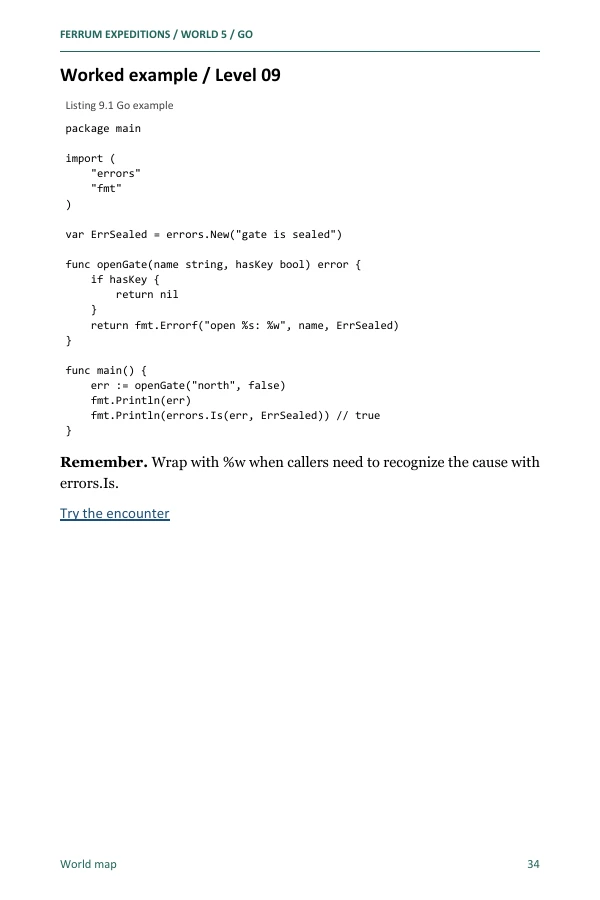 FERRUM EXPEDITIONS / WORLD 5 / GO
Worked example / Level 09
Listing 9.1 Go example
package main

import (
    "errors"
    "fmt"
)

var ErrSealed = errors.New("gate is sealed")

func openGate(name string, hasKey bool) error {
    if hasKey {
        return nil
    }
    return fmt.Errorf("open %s: %w", name, ErrSealed)
}

func main() {
    err := openGate("north", false)
    fmt.Println(err)
    fmt.Println(errors.Is(err, ErrSealed)) // true
}
Remember. Wrap with %w when callers need to recognize the cause with
errors.Is.
Try the encounter
World map
34